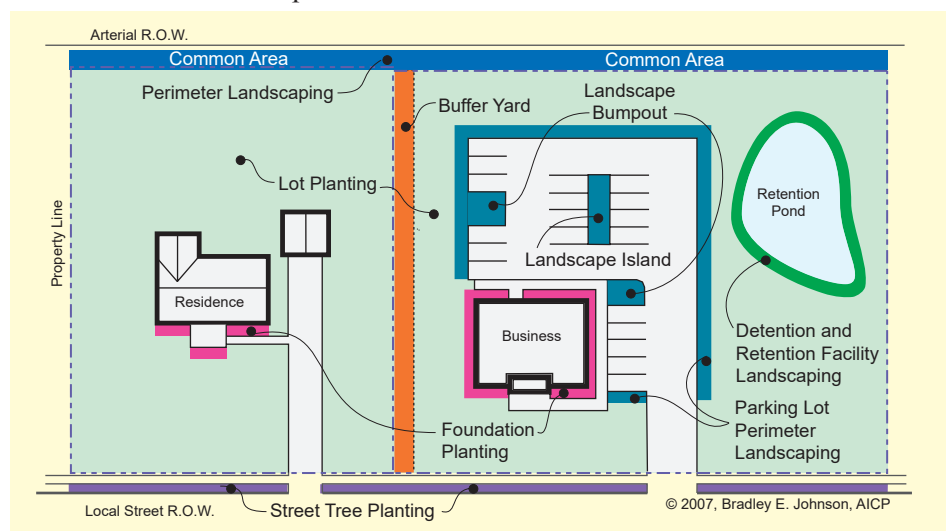 Arterial R.O.W.
Common Area
Common Area
Perimeter Landscaping
Buffer Yard
Landscape
Bumpout
Lot Planting
Retention
Pond
Property Line
Landscape Island
Residence
Business
Detention and
Retention Facility
Landscaping
Foundation
Planting
Parking Lot
Perimeter
Landscaping
Local Street R.O.W.
Street Tree Planting
© 2007, Bradley E. Johnson, AICP